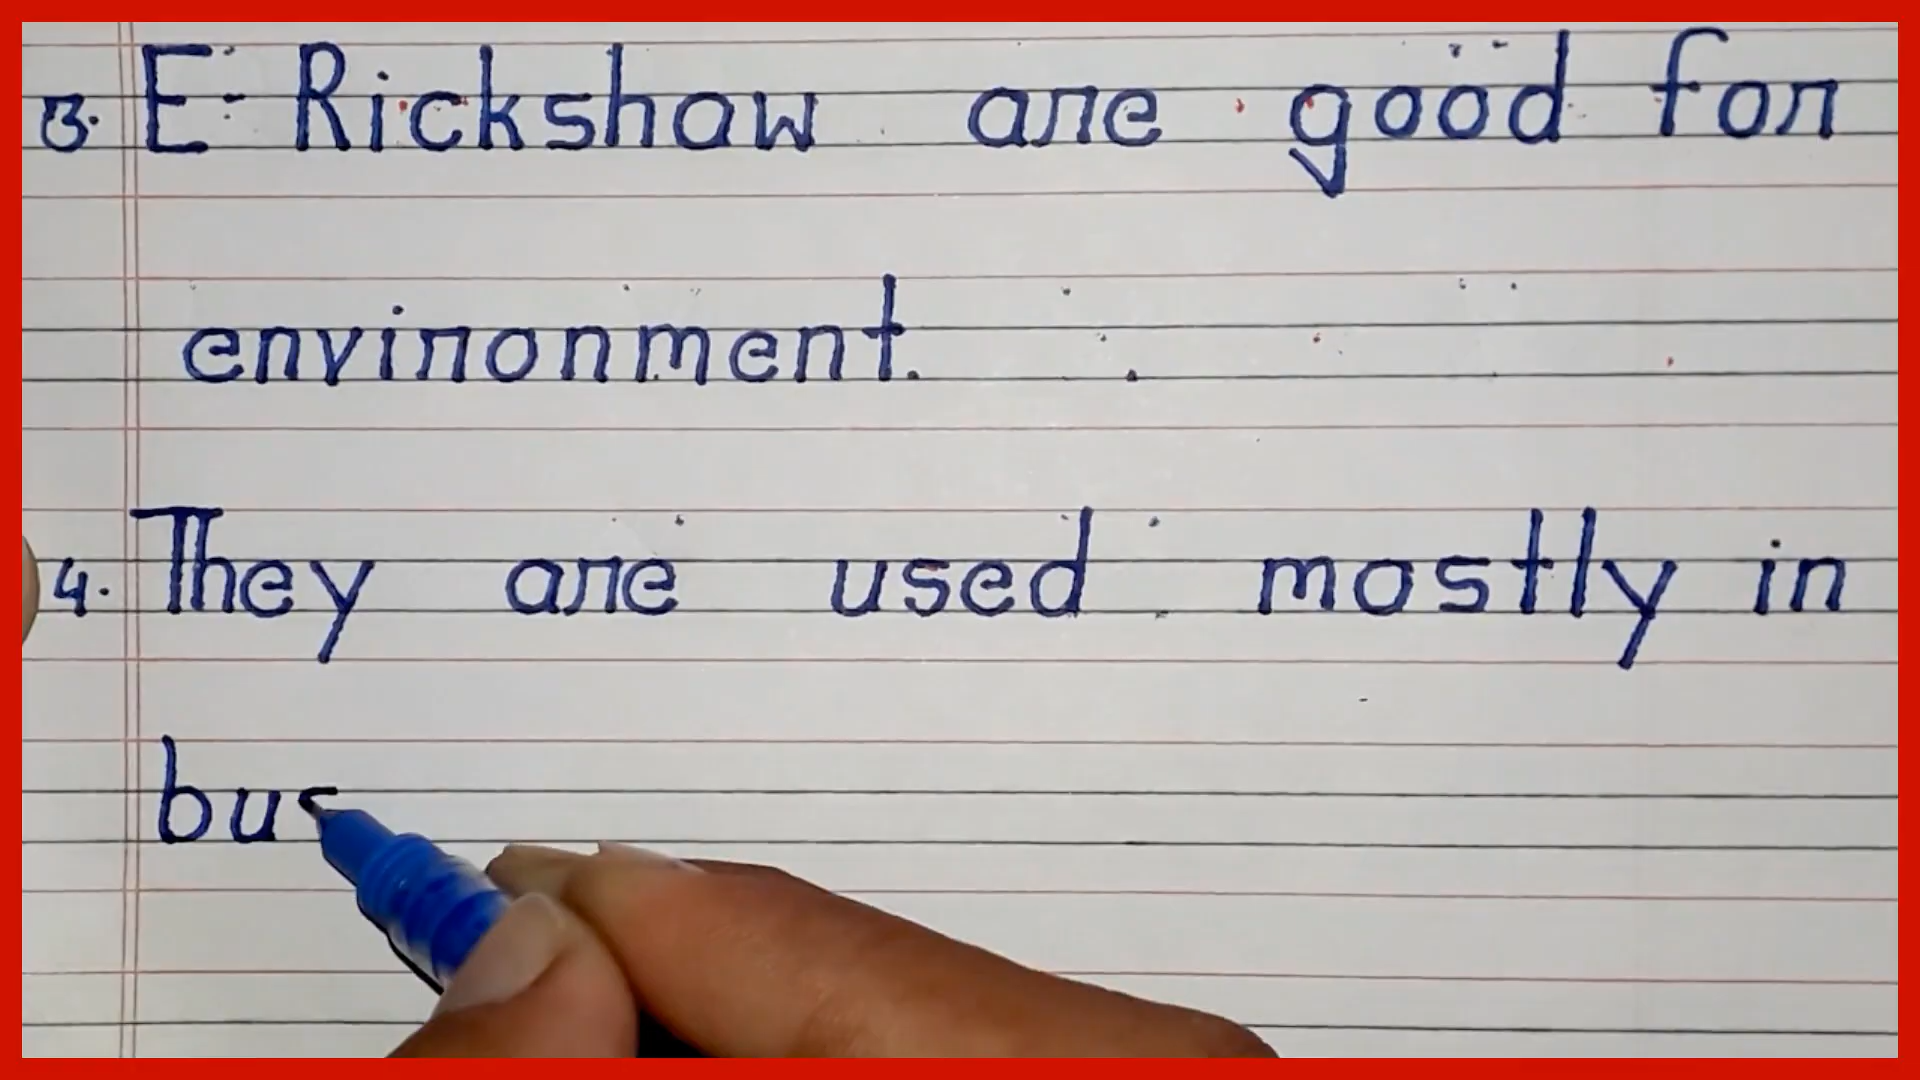 3. E-Rickshaw are good for
environment.
4. They are used mostly in
bus